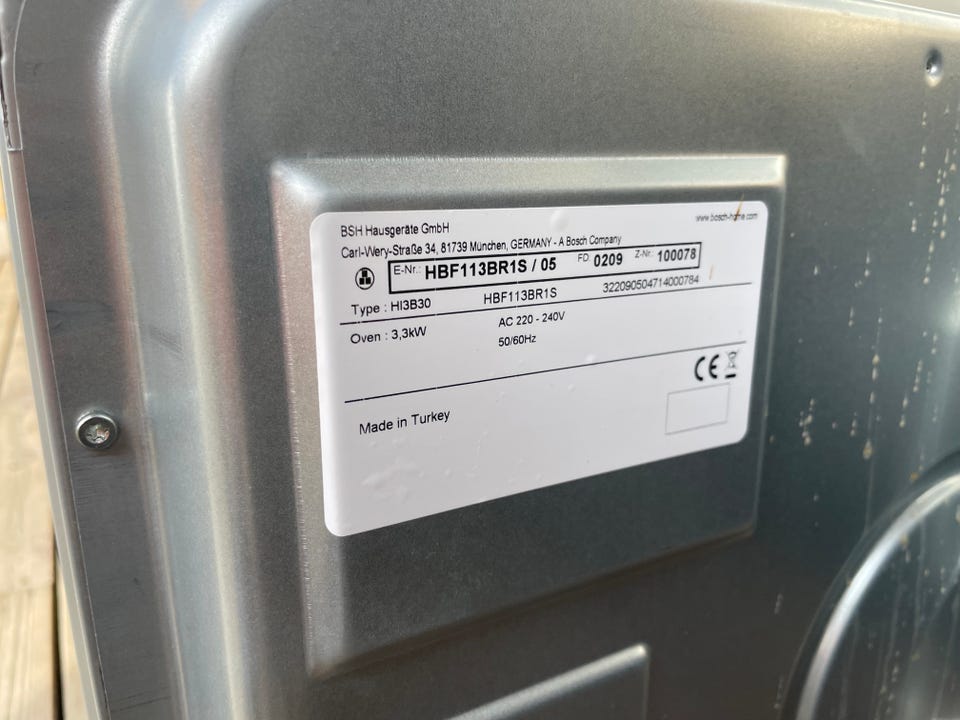 BSH Hausgeräte GmbH
www.bosch-home.com
Carl-Wery-Straße 34, 81739 München, GERMANY - A Bosch Company
E-Nr.: HBF113BR1S / 05 FD 0209 Z-Nr.: 100078
Type : HI3B30 HBF113BR1S 322090504714000784
Oven : 3,3kW AC 220 - 240V
50/60Hz
CE
Made in Turkey